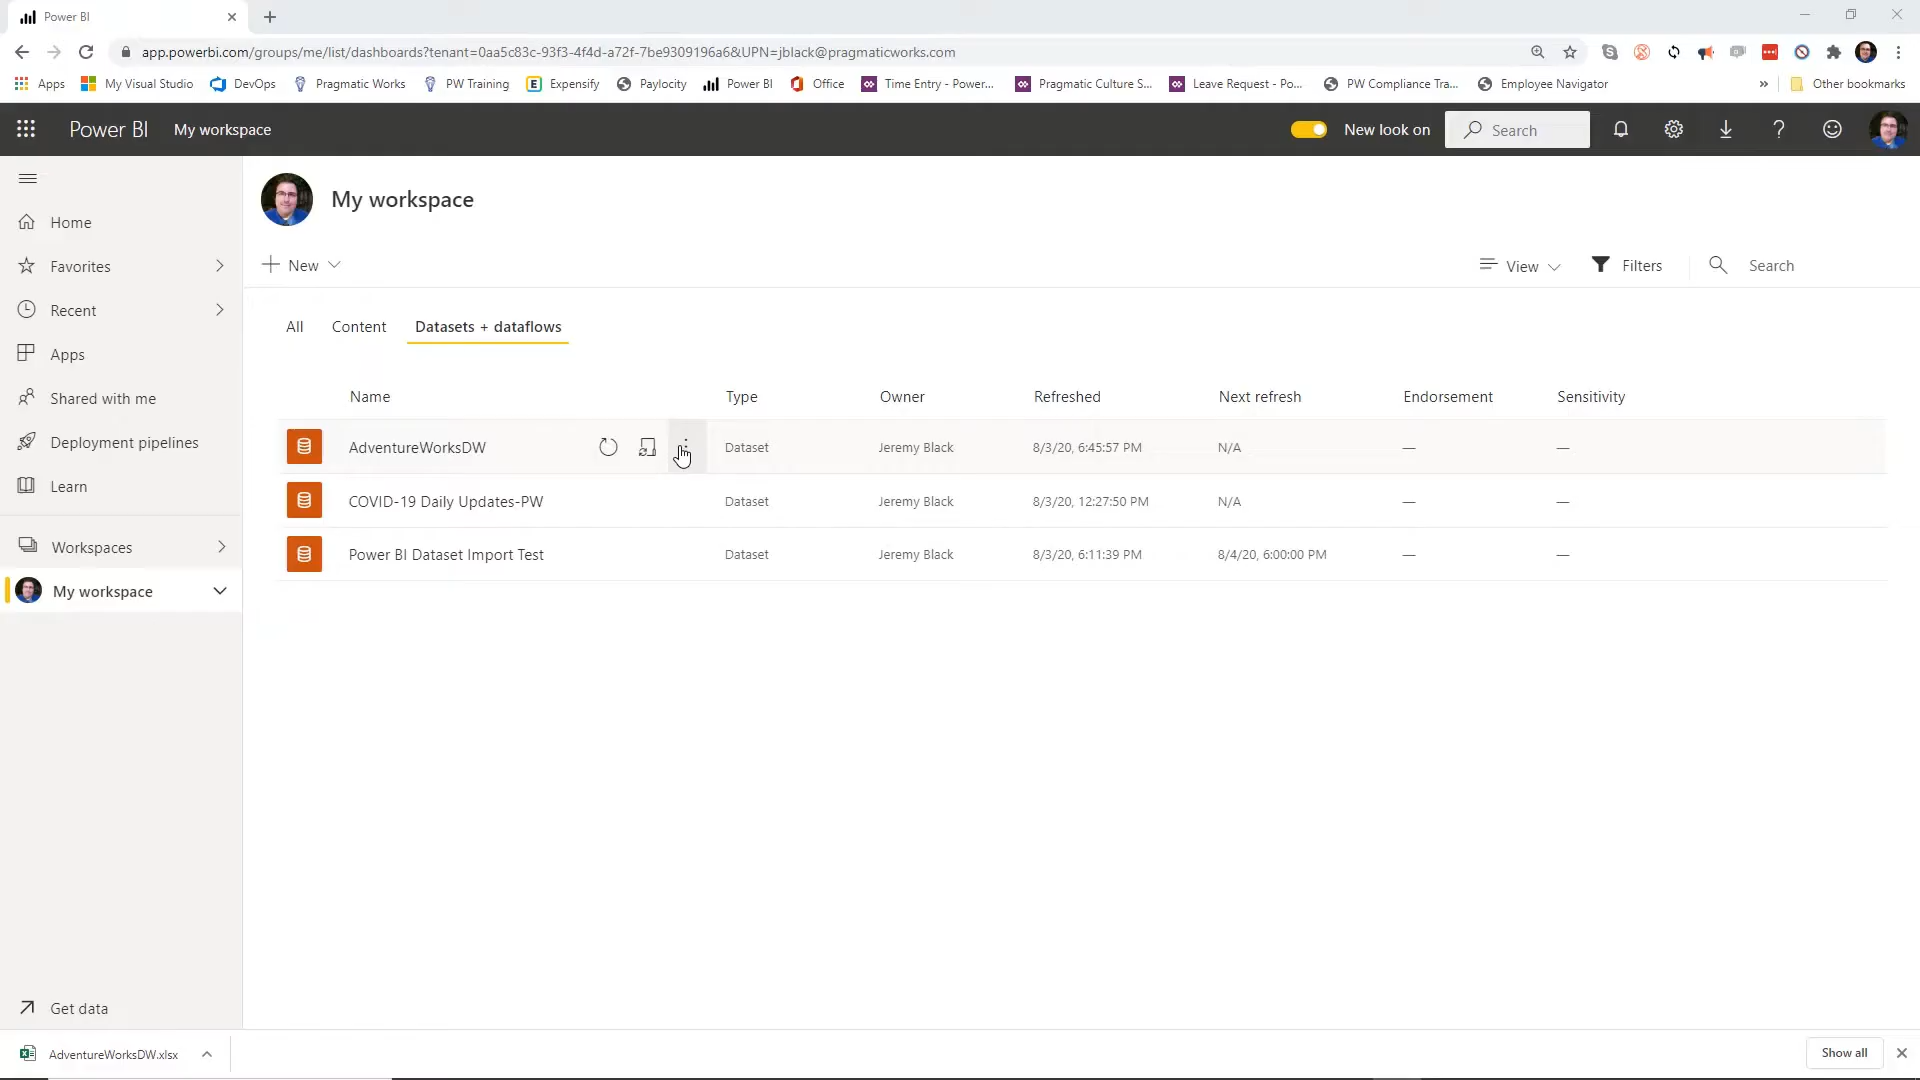 Power BI
app.powerbi.com/groups/me/list/dashboards?tenant=0aa5c83c-93f3-4f4d-a72f-7be9309196a6&UPN=jblack@pragmaticworks.com
Apps My Visual Studio DevOps Pragmatic Works PW Training Expensify Paylocity Power BI Office Time Entry - Power... Pragmatic Culture S... Leave Request - Po... PW Compliance Tra... Employee Navigator » Other bookmarks
Power BI My workspace New look on Search
My workspace
Home
Favorites
Recent
Apps
Shared with me
Deployment pipelines
Learn
Workspaces
My workspace
Get data
New View Filters Search
All Content Datasets + dataflows
Name Type Owner Refreshed Next refresh Endorsement Sensitivity
AdventureWorksDW Dataset Jeremy Black 8/3/20, 6:45:57 PM N/A — —
COVID-19 Daily Updates-PW Dataset Jeremy Black 8/3/20, 12:27:50 PM N/A — —
Power BI Dataset Import Test Dataset Jeremy Black 8/3/20, 6:11:39 PM 8/4/20, 6:00:00 PM — —
AdventureWorksDW.xlsx Show all